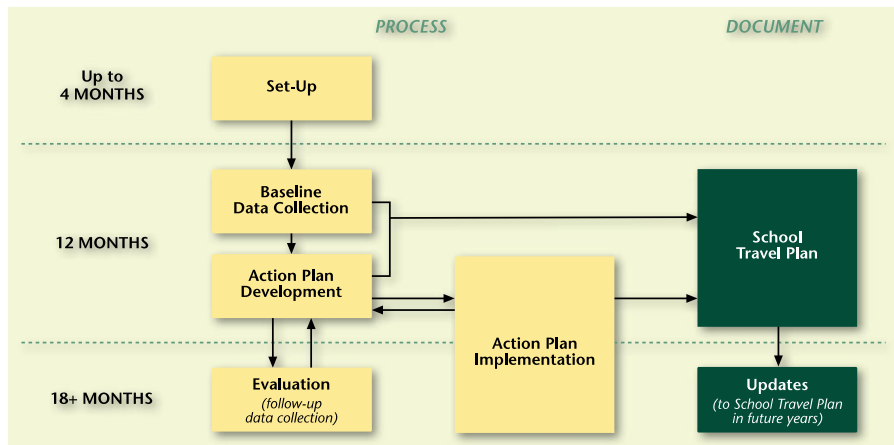 PROCESS
DOCUMENT
Up to
4 MONTHS
Set-Up
12 MONTHS
Baseline
Data Collection
Action Plan
Development
School
Travel Plan
Action Plan
Implementation
18+ MONTHS
Evaluation
(follow-up
data collection)
Updates
(to School Travel Plan
in future years)